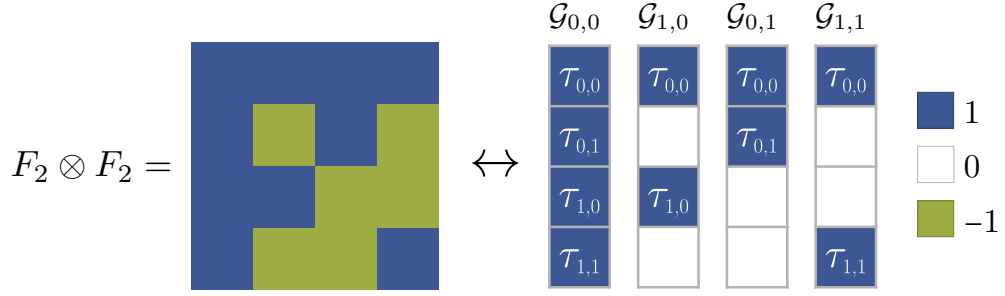 𝒢₀,₀ 𝒢₁,₀ 𝒢₀,₁ 𝒢₁,₁
τ₀,₀ τ₀,₀ τ₀,₀ τ₀,₀
1
τ₀,₁ τ₀,₁
F₂ ⊗ F₂ = ↔ 0
τ₁,₀ τ₁,₀
−1
τ₁,₁ τ₁,₁